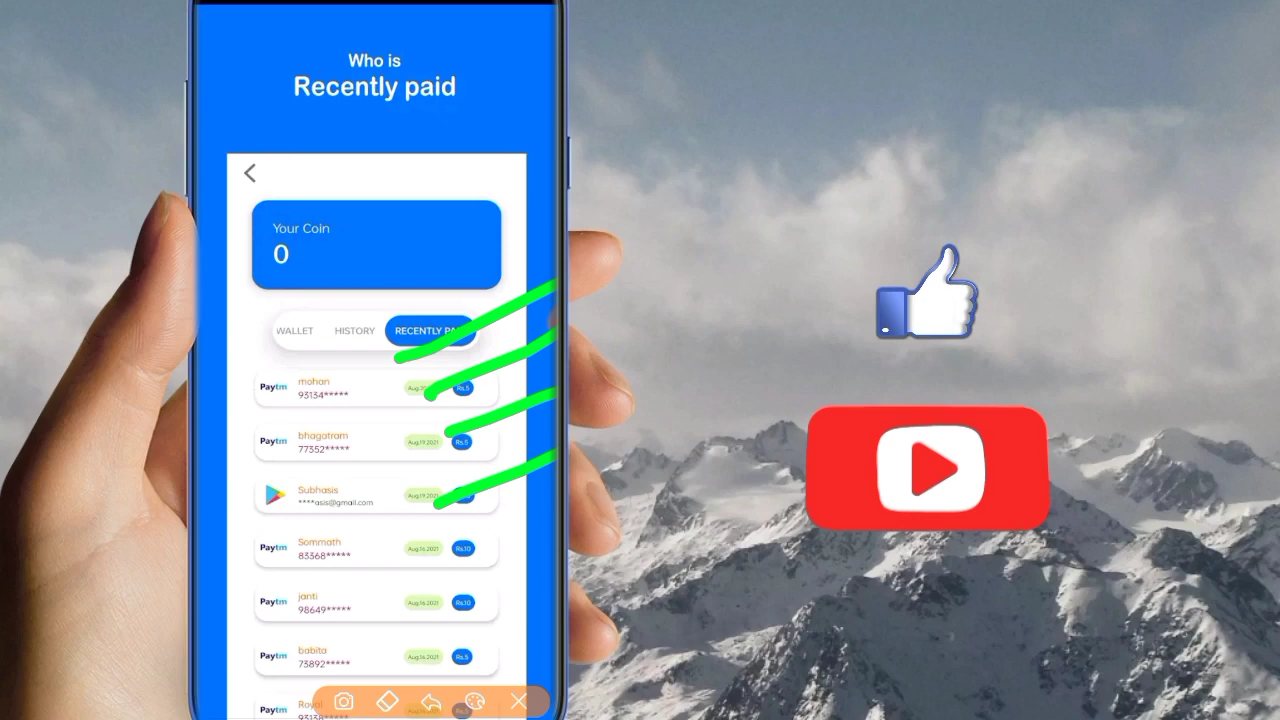 Who is
Recently paid
Your Coin
0
WALLET HISTORY RECENTLY PA
Paytm mohan Aug.20 Rs.5
93134*****
Paytm bhagatram Aug.19.2021 Rs.5
77352*****
Subhasis Aug.19.2021
****asis@gmail.com
Paytm Sommath Aug.16.2021 Rs.10
83368*****
Paytm janti Aug.16.2021 Rs.10
98649*****
Paytm babita Aug.16.2021 Rs.5
73892*****
Paytm Royal
93138*****